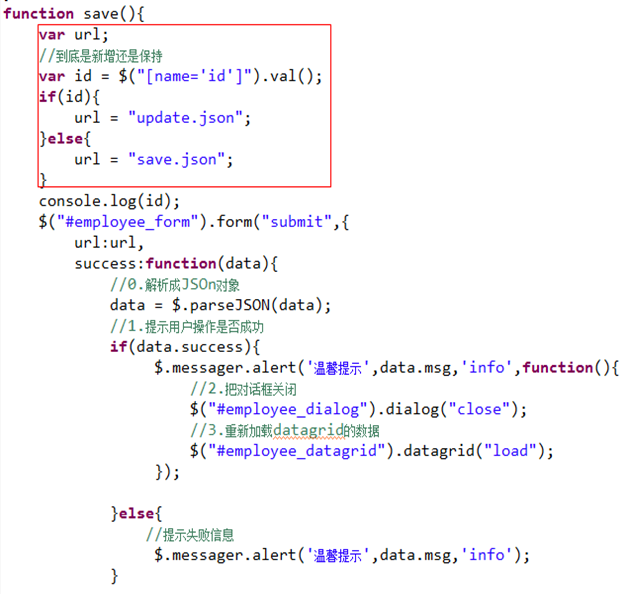 function save(){
var url;
//到底是新增还是保持
var id = $("[name='id']").val();
if(id){
url = "update.json";
}else{
url = "save.json";
}
console.log(id);
$("#employee_form").form("submit",{
url:url,
success:function(data){
//0.解析成JSOn对象
data = $.parseJSON(data);
//1.提示用户操作是否成功
if(data.success){
$.messager.alert('温馨提示',data.msg,'info',function(){
//2.把对话框关闭
$("#employee_dialog").dialog("close");
//3.重新加载datagrid的数据
$("#employee_datagrid").datagrid("load");
});
}else{
//提示失败信息
$.messager.alert('温馨提示',data.msg,'info');
}